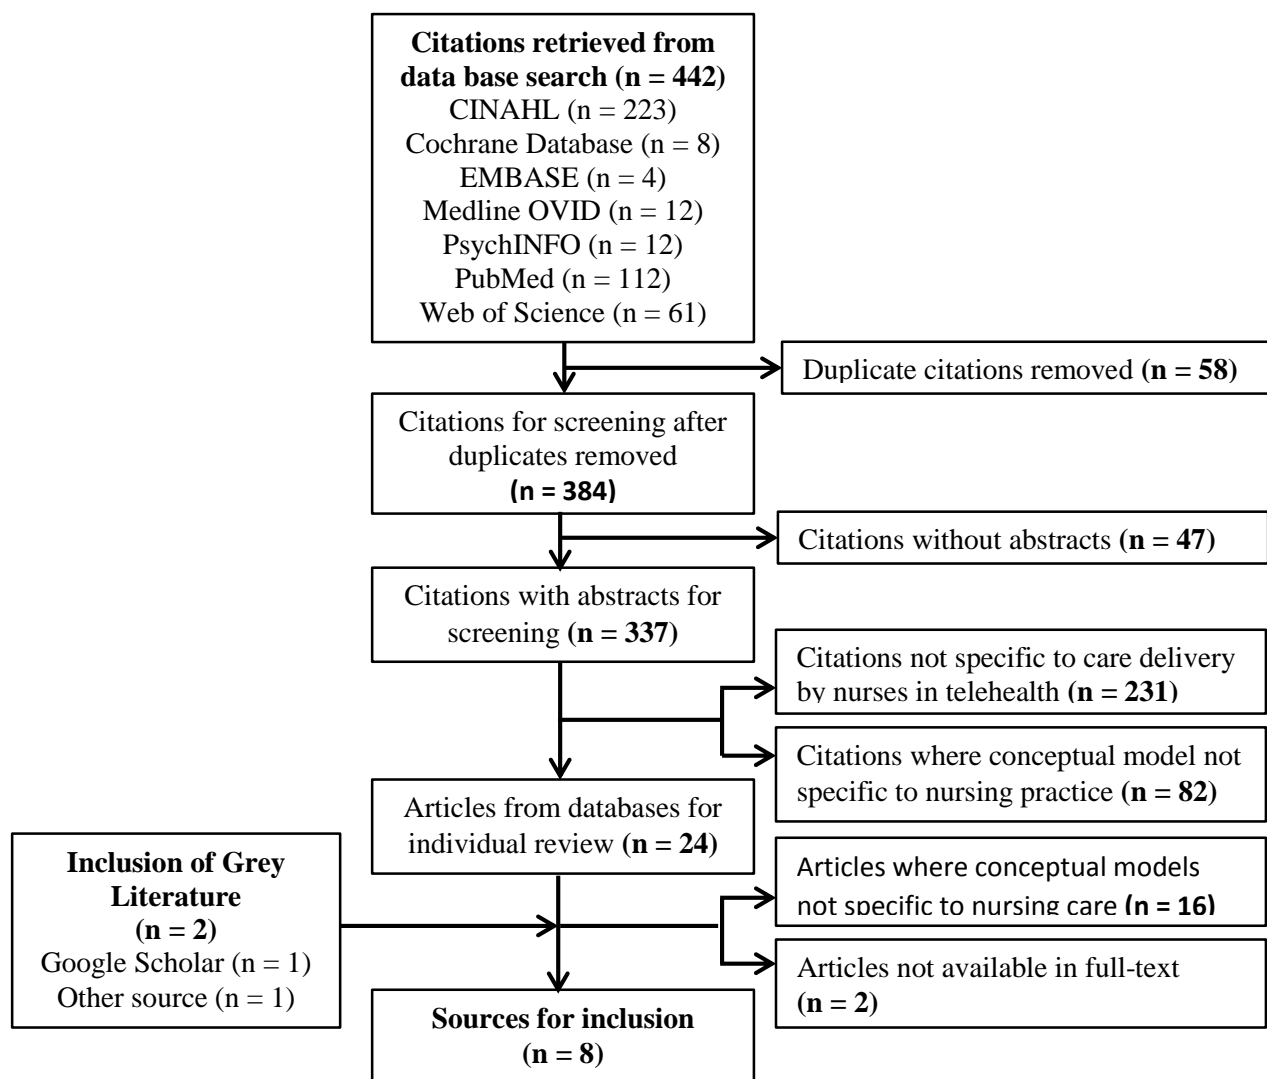 Citations retrieved from
data base search (n = 442)
CINAHL (n = 223)
Cochrane Database (n = 8)
EMBASE (n = 4)
Medline OVID (n = 12)
PsychINFO (n = 12)
PubMed (n = 112)
Web of Science (n = 61)
Duplicate citations removed (n = 58)
Citations for screening after
duplicates removed
(n = 384)
Citations without abstracts (n = 47)
Citations with abstracts for
screening (n = 337)
Citations not specific to care delivery
by nurses in telehealth (n = 231)
Citations where conceptual model not
specific to nursing practice (n = 82)
Articles from databases for
individual review (n = 24)
Inclusion of Grey
Literature
(n = 2)
Google Scholar (n = 1)
Other source (n = 1)
Articles where conceptual models
not specific to nursing care (n = 16)
Articles not available in full-text
(n = 2)
Sources for inclusion
(n = 8)